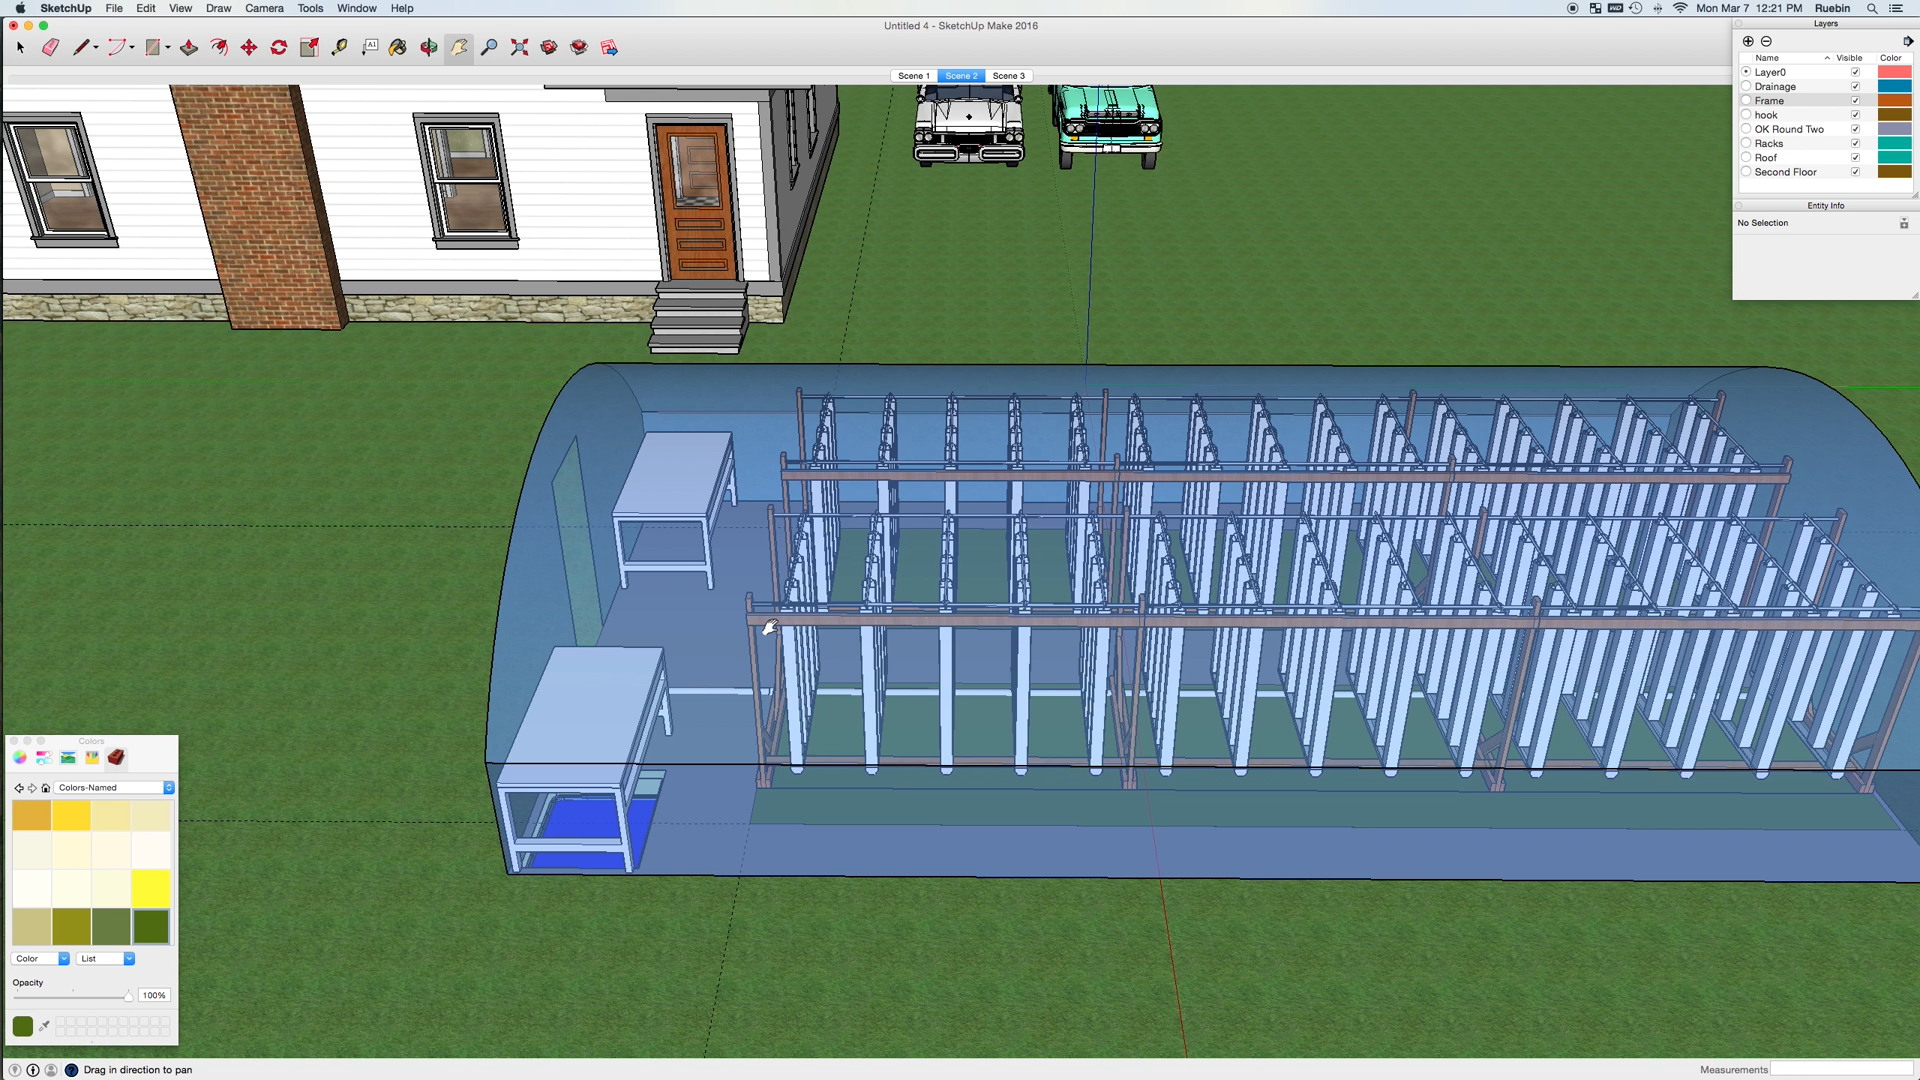 SketchUp File Edit View Draw Camera Tools Window Help
Mon Mar 7 12:21 PM Ruebin
Untitled 4 - SketchUp Make 2016
Layers
Scene 1 Scene 2 Scene 3
Name Visible Color
Layer0
Drainage
Frame
hook
OK Round Two
Racks
Roof
Second Floor
Entity Info
No Selection
Colors
Colors-Named
Color List
Opacity
100%
Drag in direction to pan
Measurements